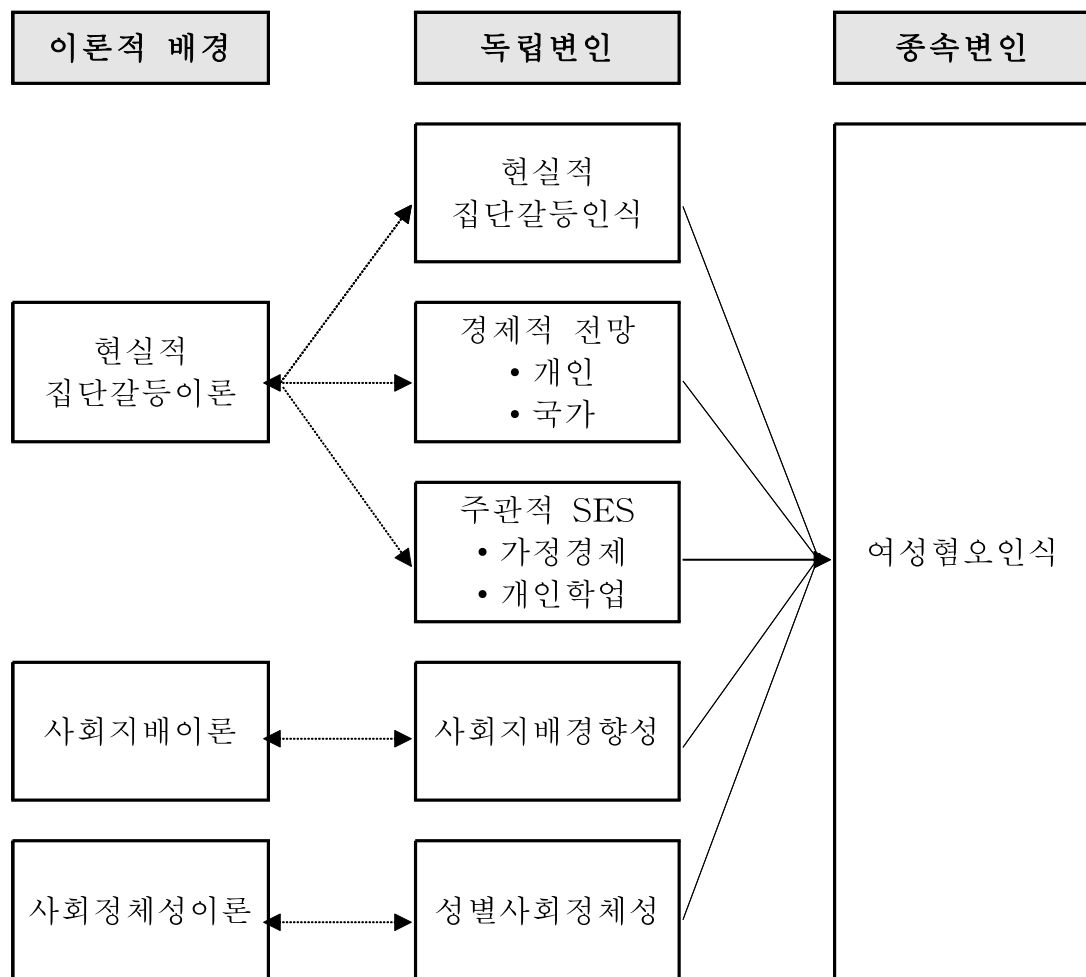 이론적 배경
독립변인
종속변인
현실적
집단갈등인식
현실적
집단갈등이론
경제적 전망
• 개인
• 국가
주관적 SES
• 가정경제
• 개인학업
여성혐오인식
사회지배이론
사회지배경향성
사회정체성이론
성별사회정체성